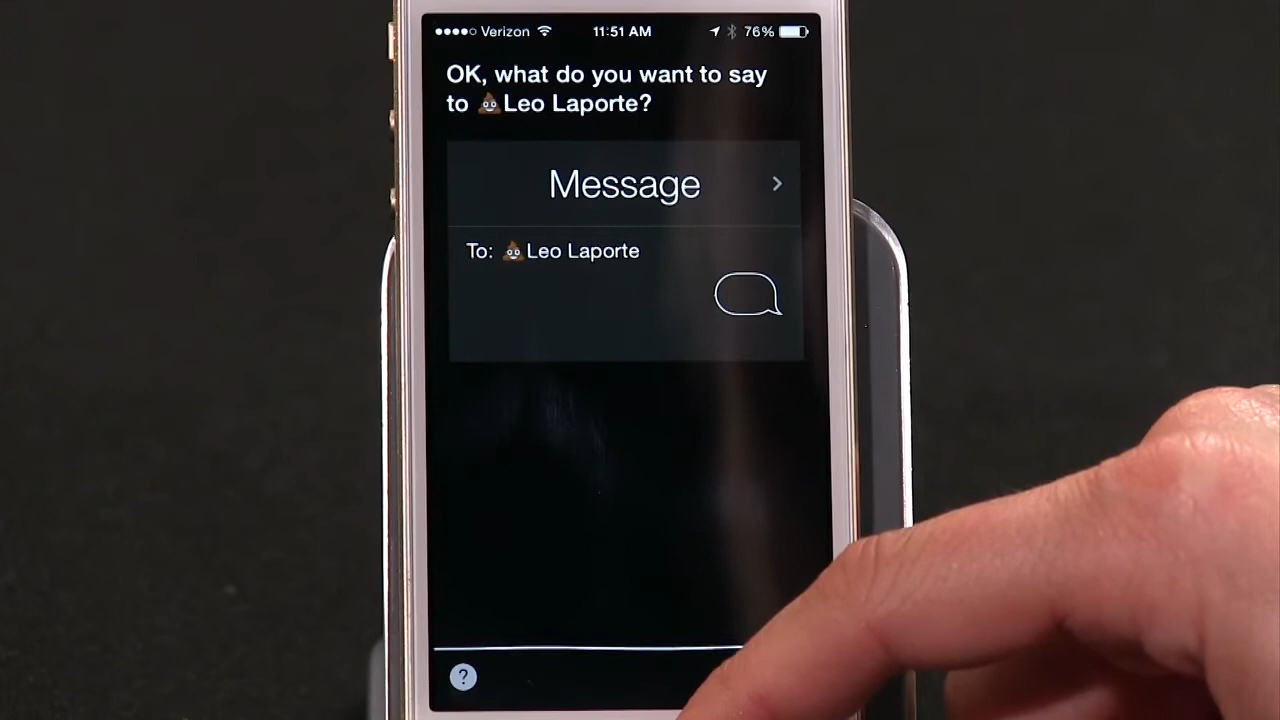 Verizon 11:51 AM 76%
OK, what do you want to say
to 💩Leo Laporte?
Message
To: 💩Leo Laporte
?